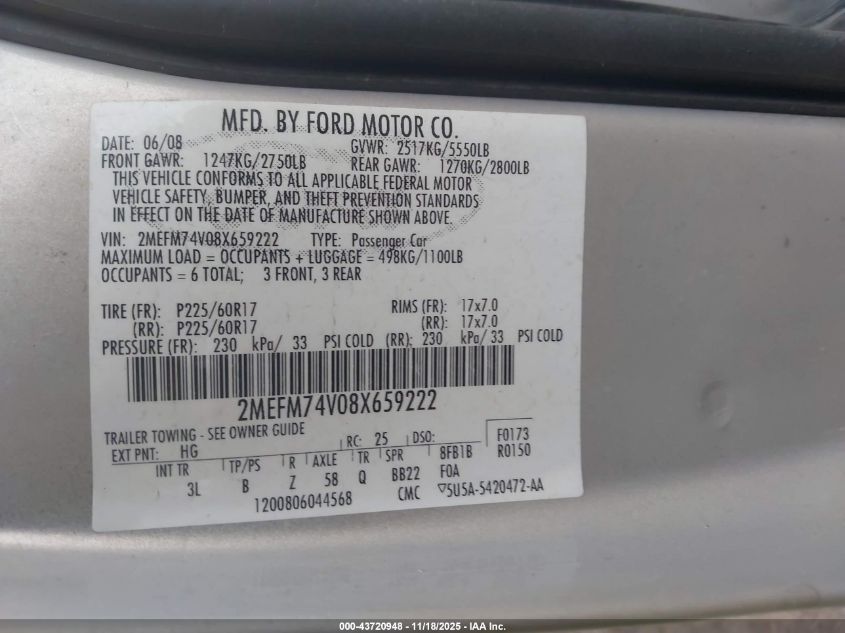 MFD. BY FORD MOTOR CO.
DATE: 06/08 GVWR: 2517KG/5550LB
FRONT GAWR: 1247KG/2750LB REAR GAWR: 1270KG/2800LB
THIS VEHICLE CONFORMS TO ALL APPLICABLE FEDERAL MOTOR
VEHICLE SAFETY, BUMPER, AND THEFT PREVENTION STANDARDS
IN EFFECT ON THE DATE OF MANUFACTURE SHOWN ABOVE.
VIN: 2MEFM74V08X659222 TYPE: Passenger Car
MAXIMUM LOAD = OCCUPANTS + LUGGAGE = 498KG/1100LB
OCCUPANTS = 6 TOTAL; 3 FRONT, 3 REAR
TIRE (FR): P225/60R17 RIMS (FR): 17x7.0
(RR): P225/60R17 (RR): 17x7.0
PRESSURE (FR): 230 kPa/ 33 PSI COLD (RR): 230 kPa/ 33 PSI COLD
2MEFM74V08X659222
TRAILER TOWING - SEE OWNER GUIDE
EXT PNT: HG RC: 25 DSO: F0173
INT TR TP/PS R AXLE TR SPR 8FB1B R0150
3L B Z 58 Q BB22 F0A
1200806044568 CMC ▽5U5A-5420472-AA
000-43720948 - 11/18/2025 - IAA Inc.